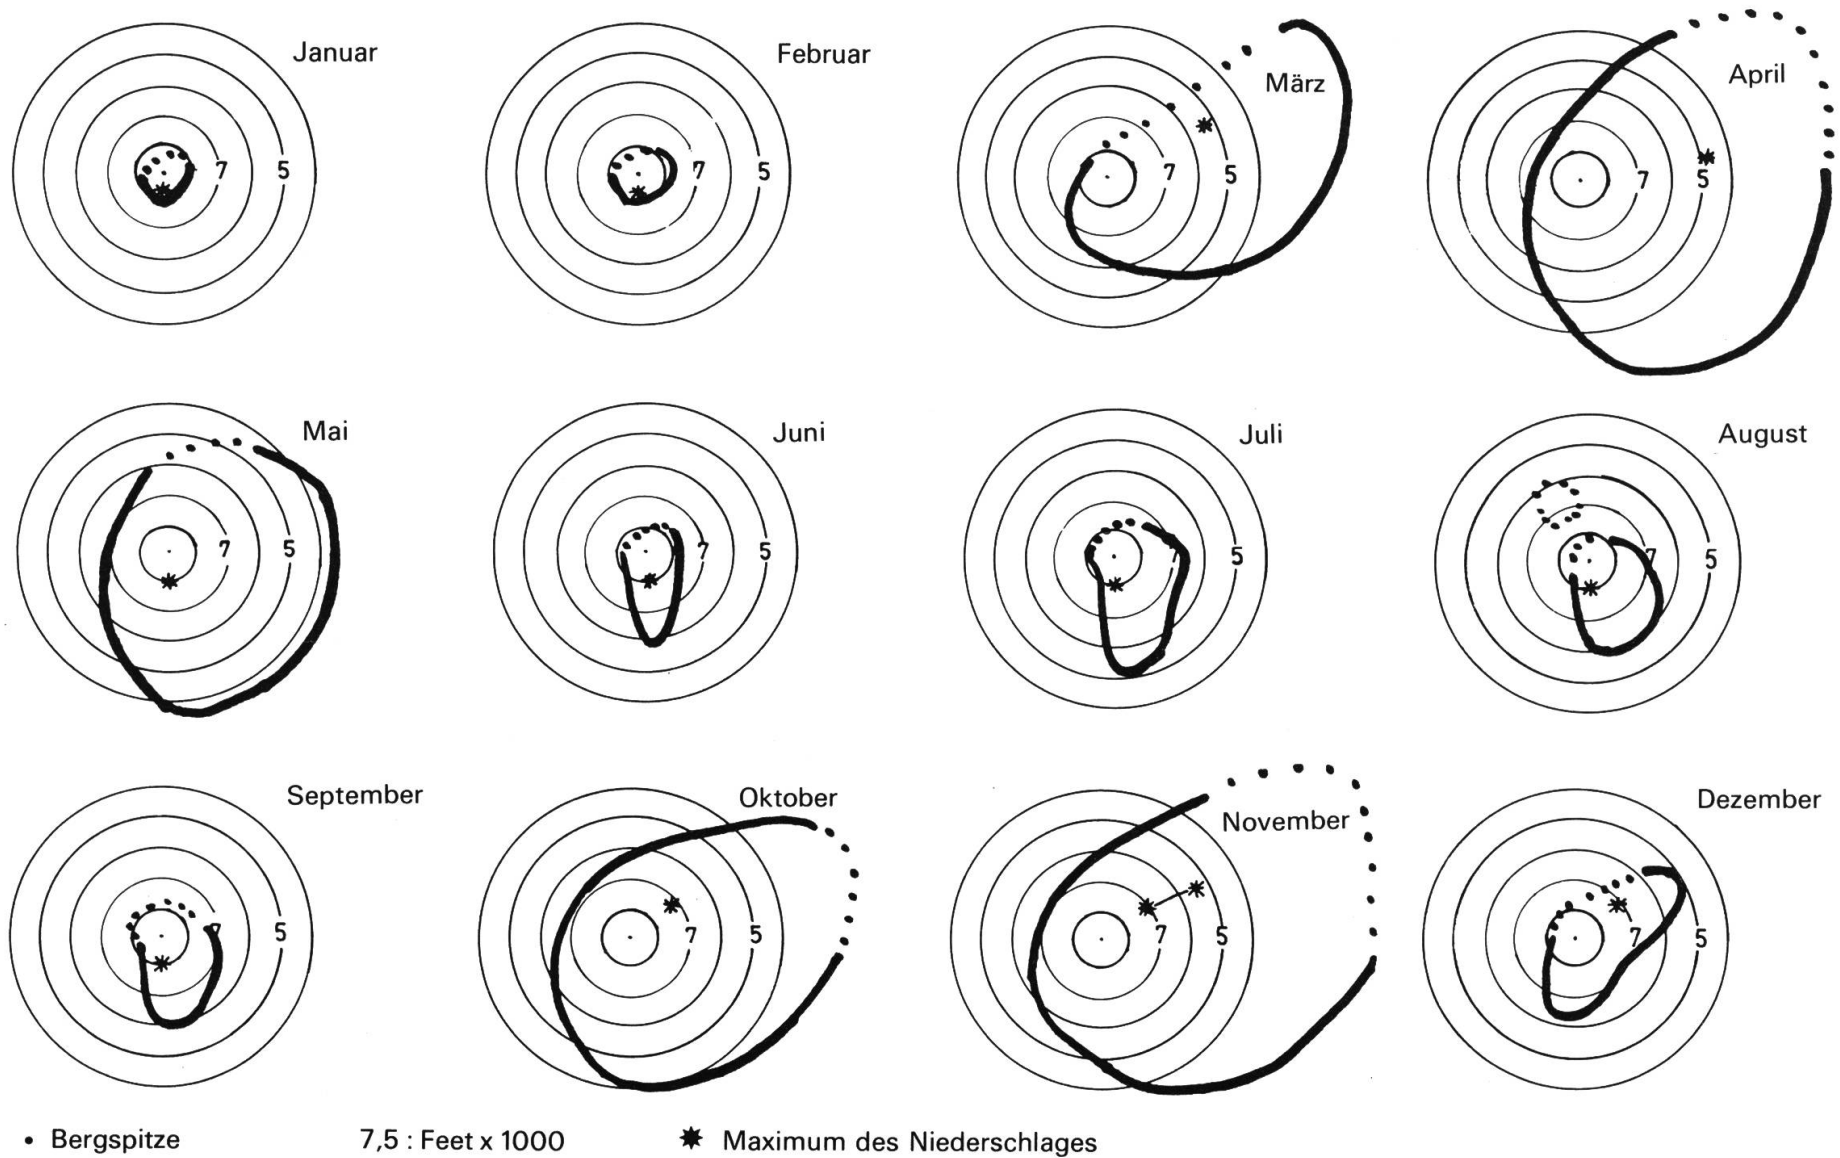 Januar
7 5
Februar
7 5
März
7 5
April
7 5
Mai
7 5
Juni
7 5
Juli
7 5
August
7 5
September
7 5
Oktober
7 5
November
7 5
Dezember
7 5
• Bergspitze
7,5 : Feet x 1000
✷ Maximum des Niederschlages